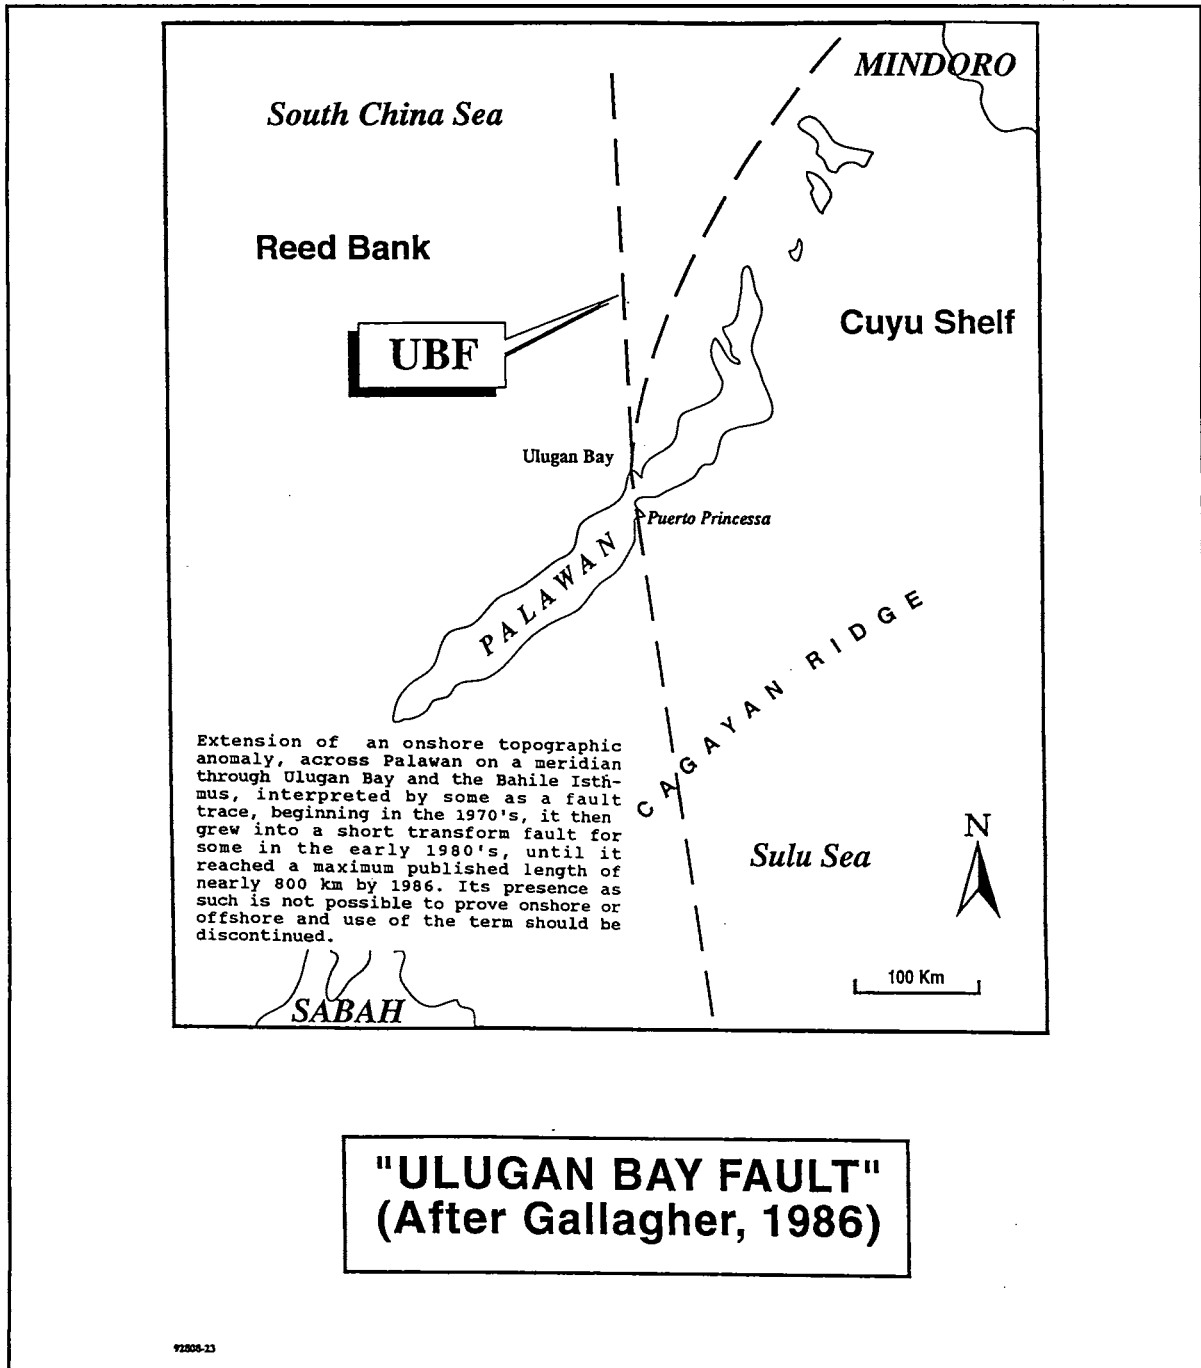 MINDORO
South China Sea
Reed Bank
Cuyu Shelf
UBF
Ulugan Bay
Puerto Princessa
PALAWAN
CAGAYAN RIDGE
Extension of an onshore topographic
anomaly, across Palawan on a meridian
through Ulugan Bay and the Bahile Isth-
mus, interpreted by some as a fault
trace, beginning in the 1970's, it then
grew into a short transform fault for
some in the early 1980's, until it
reached a maximum published length of
nearly 800 km by 1986. Its presence as
such is not possible to prove onshore or
offshore and use of the term should be
discontinued.
Sulu Sea
N
100 Km
SABAH
"ULUGAN BAY FAULT"
(After Gallagher, 1986)
92808-23